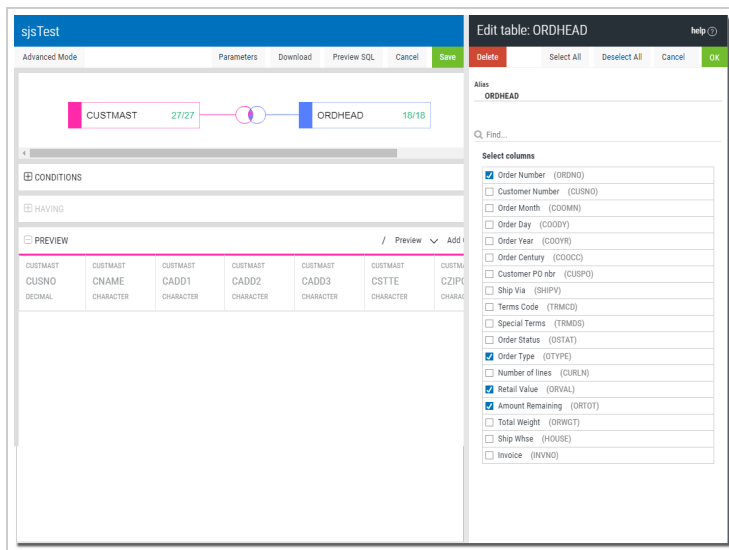 sjsTest
Advanced Mode Parameters Download Preview SQL Cancel Save
CUSTMAST 27/27 ORDHEAD 18/18
CONDITIONS
HAVING
PREVIEW / Preview Add
CUSTMAST CUSTMAST CUSTMAST CUSTMAST CUSTMAST CUSTMAST
CUSNO CNAME CADD1 CADD2 CADD3 CSTTE
DECIMAL CHARACTER CHARACTER CHARACTER CHARACTER CHARACTER
Edit table: ORDHEAD help ?
Delete Select All Deselect All Cancel OK
Alias
ORDHEAD
Find...
Select columns
Order Number (ORDNO)
Customer Number (CUSNO)
Order Month (COOMN)
Order Day (COODY)
Order Year (COOYR)
Order Century (COOCC)
Customer PO nbr (CUSPO)
Ship Via (SHIPV)
Terms Code (TRMCD)
Special Terms (TRMDS)
Order Status (OSTAT)
Order Type (OTYPE)
Number of lines (CURLN)
Retail Value (ORVAL)
Amount Remaining (ORTOT)
Total Weight (ORWGT)
Ship Whse (HOUSE)
Invoice (INVNO)